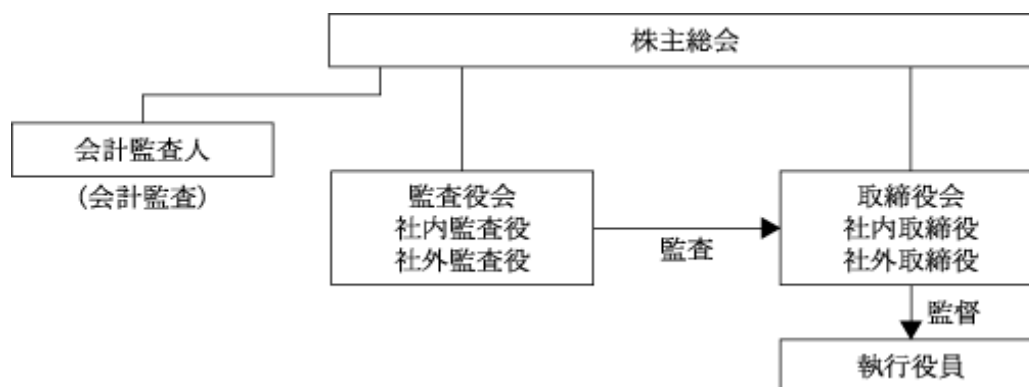 株主総会
会計監査人
(会計監査)
監査役会
社内監査役
社外監査役
監査
取締役会
社内取締役
社外取締役
監督
執行役員